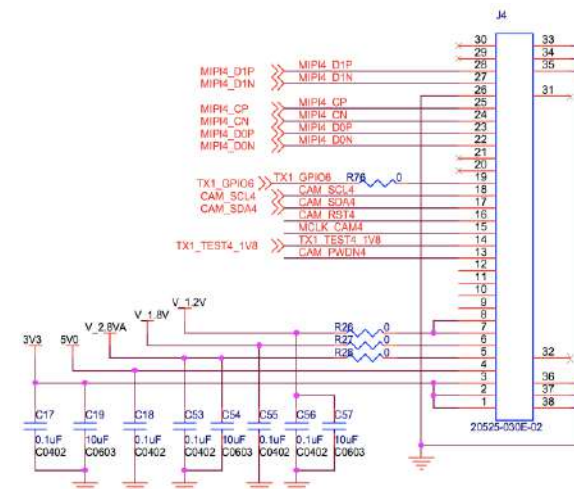 J4
30 33
29 34
MIPI4_D1P MIPI4_D1P 28 35
MIPI4_D1N MIPI4_D1N 27
26 31
MIPI4_CP MIPI4_CP 25
MIPI4_CN MIPI4_CN 24
MIPI4_D0P MIPI4_D0P 23
MIPI4_D0N MIPI4_D0N 22
21
20
TX1_GPIO6 TX1_GPIO6 R76 0 19
CAM_SCL4 CAM_SCL4 18
CAM_SDA4 CAM_SDA4 17
CAM_RST4 16
MCLK_CAM4 15
TX1_TEST4_1V8 TX1_TEST4_1V8 14
CAM_PWDN4 13
12
11
10
9
V_1.2V 8
V_1.8V R26 0 7
V_2.8VA R27 0 6
3V3 5V0 R28 0 5 32
4
3 36
2 37
1 38
C17 C19 C18 C53 C54 C55 C56 C57 20525-030E-02
0.1uF 10uF 0.1uF 0.1uF 10uF 0.1uF 0.1uF 10uF
C0402 C0603 C0402 C0402 C0603 C0402 C0402 C0603